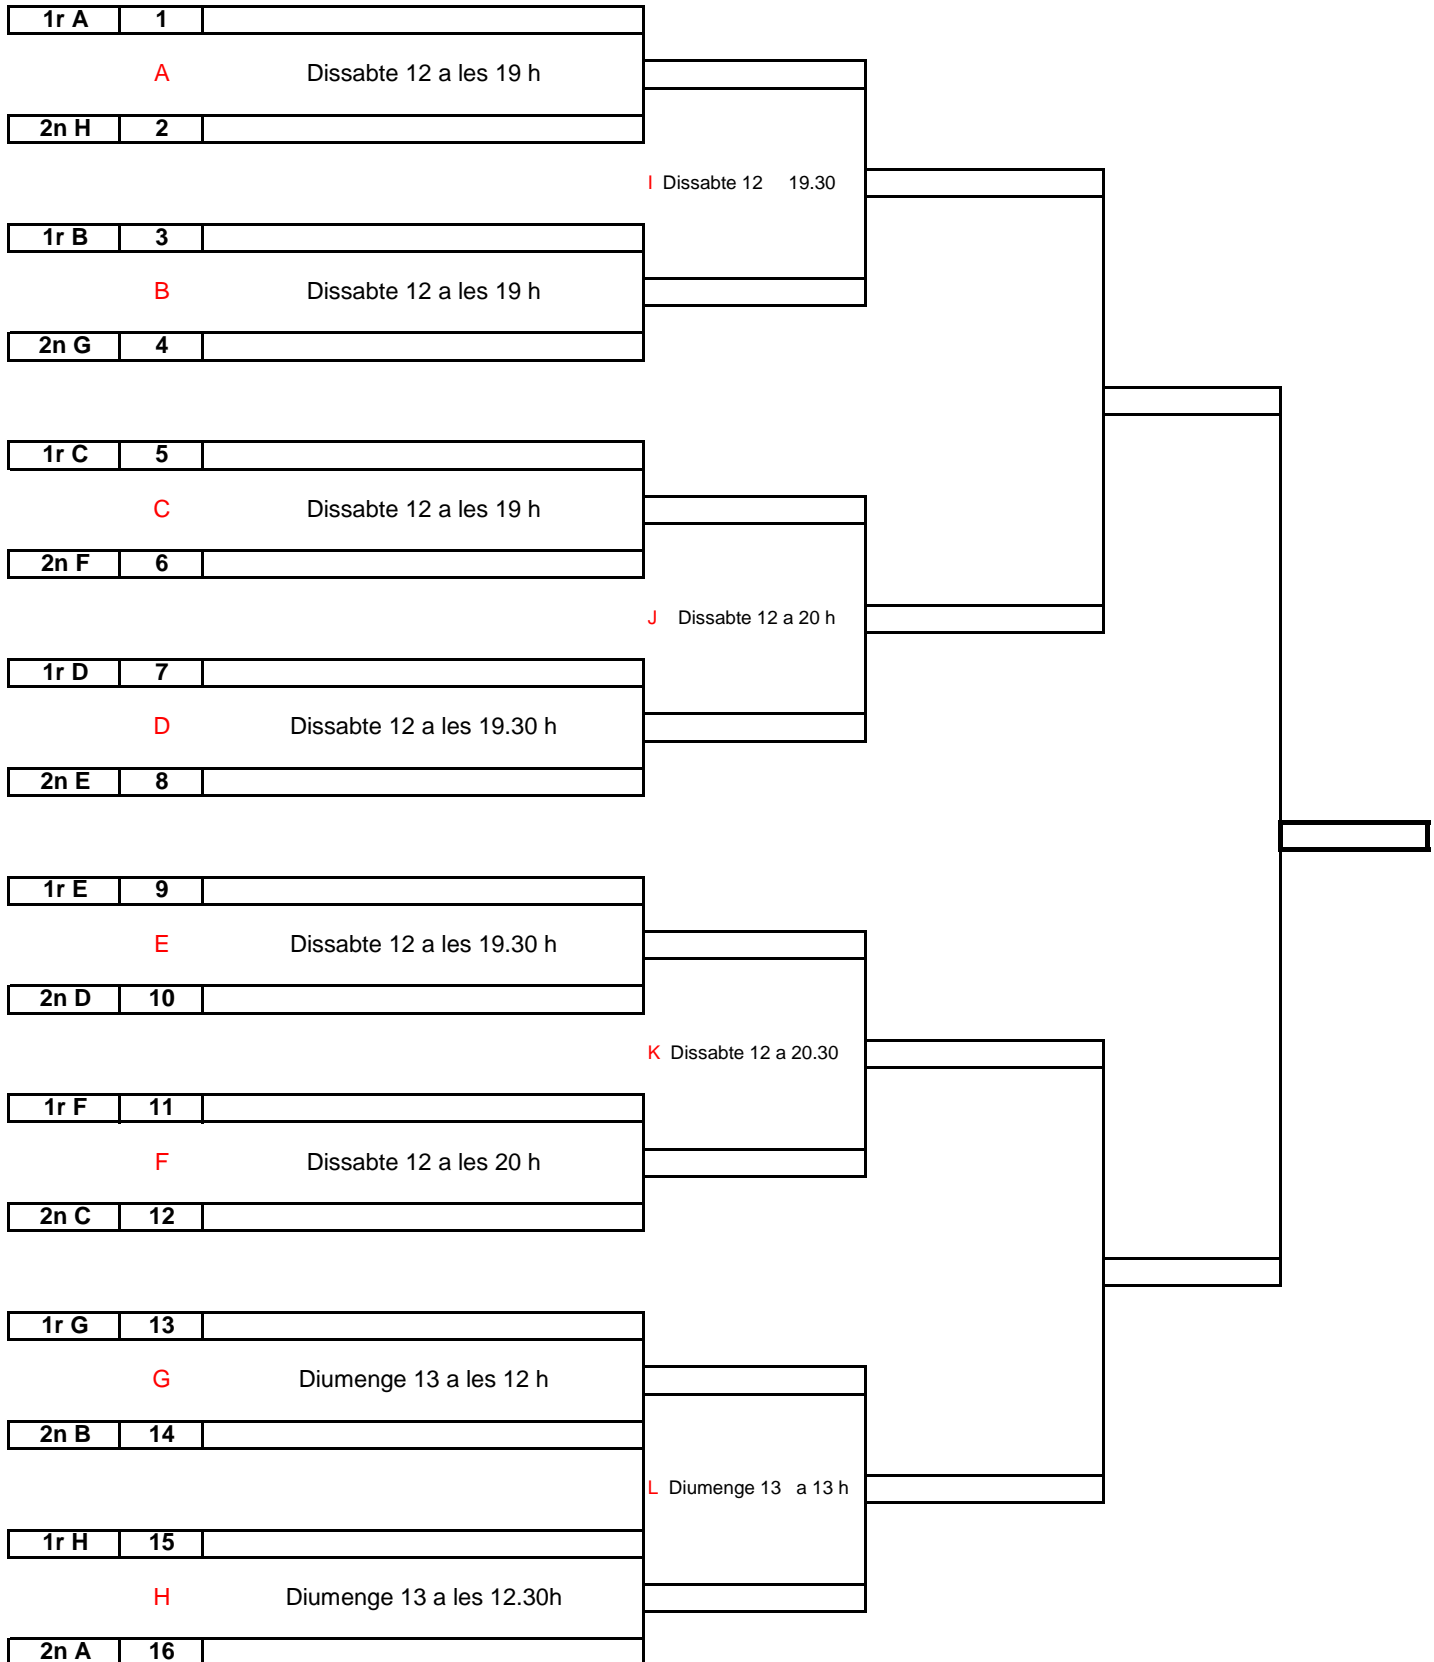 1r A 1
A Dissabte 12 a les 19 h
2n H 2
I Dissabte 12 19.30
1r B 3
B Dissabte 12 a les 19 h
2n G 4
1r C 5
C Dissabte 12 a les 19 h
2n F 6
J Dissabte 12 a 20 h
1r D 7
D Dissabte 12 a les 19.30 h
2n E 8
1r E 9
E Dissabte 12 a les 19.30 h
2n D 10
K Dissabte 12 a 20.30
1r F 11
F Dissabte 12 a les 20 h
2n C 12
1r G 13
G Diumenge 13 a les 12 h
2n B 14
L Diumenge 13 a 13 h
1r H 15
H Diumenge 13 a les 12.30h
2n A 16